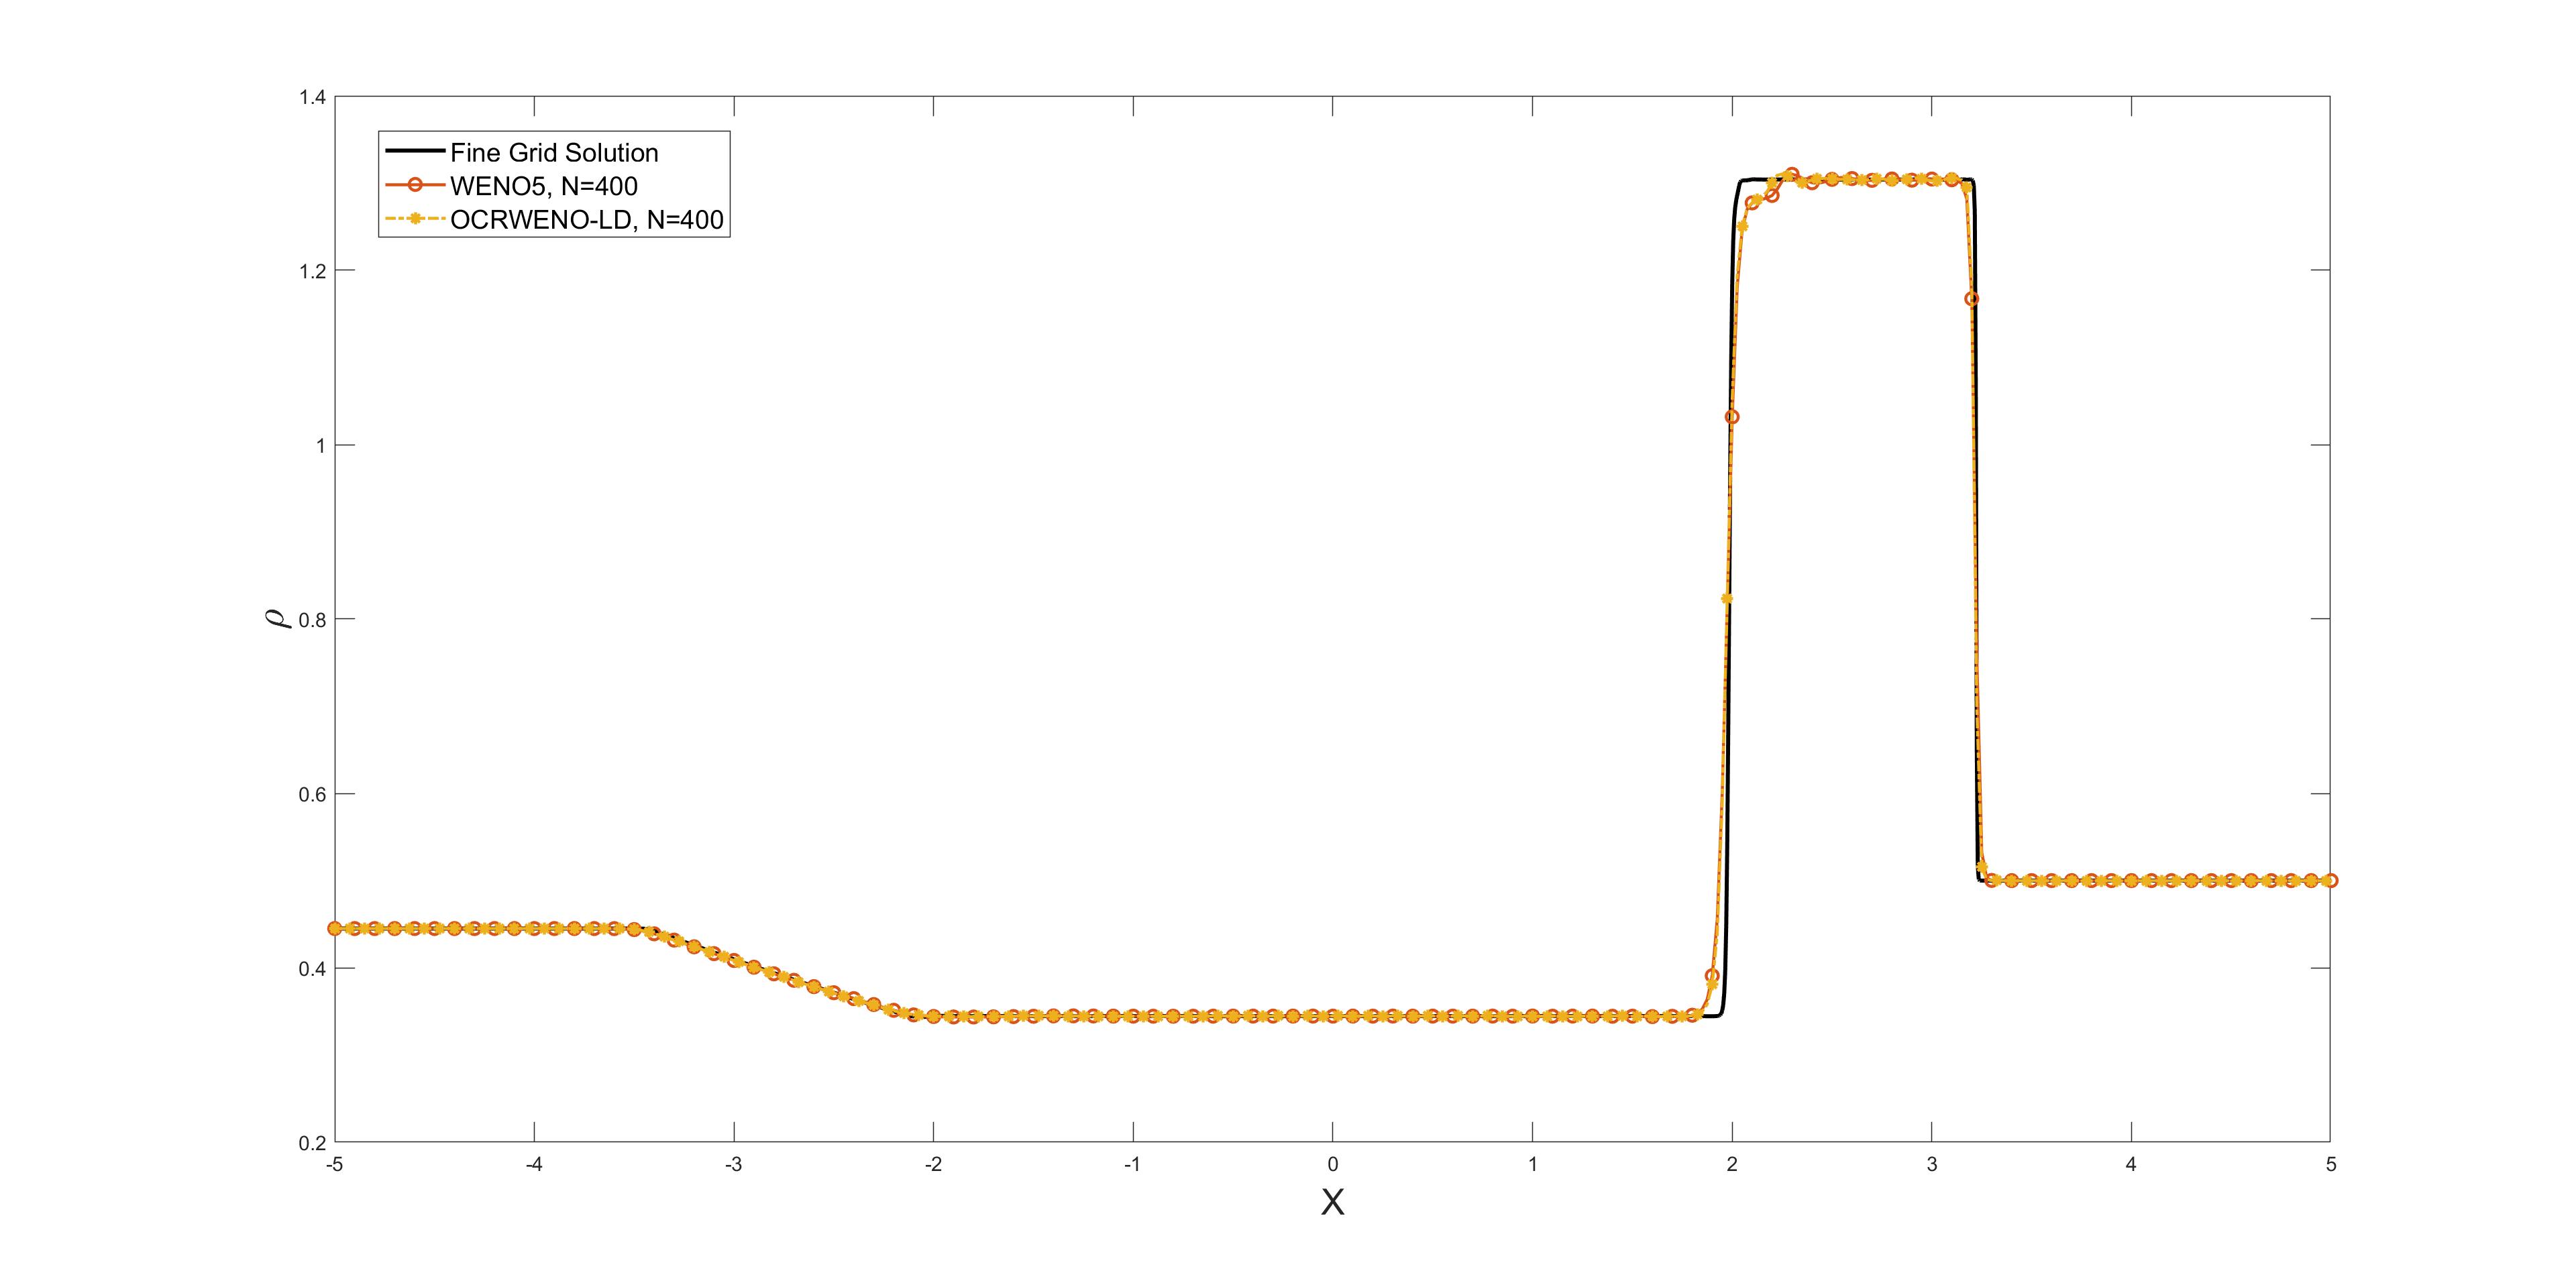 1.4
Fine Grid Solution
WENO5, N=400
OCRWENO-LD, N=400
1.2
1
0.8
ρ
0.6
0.4
0.2
-5 -4 -3 -2 -1 0 1 2 3 4 5
X